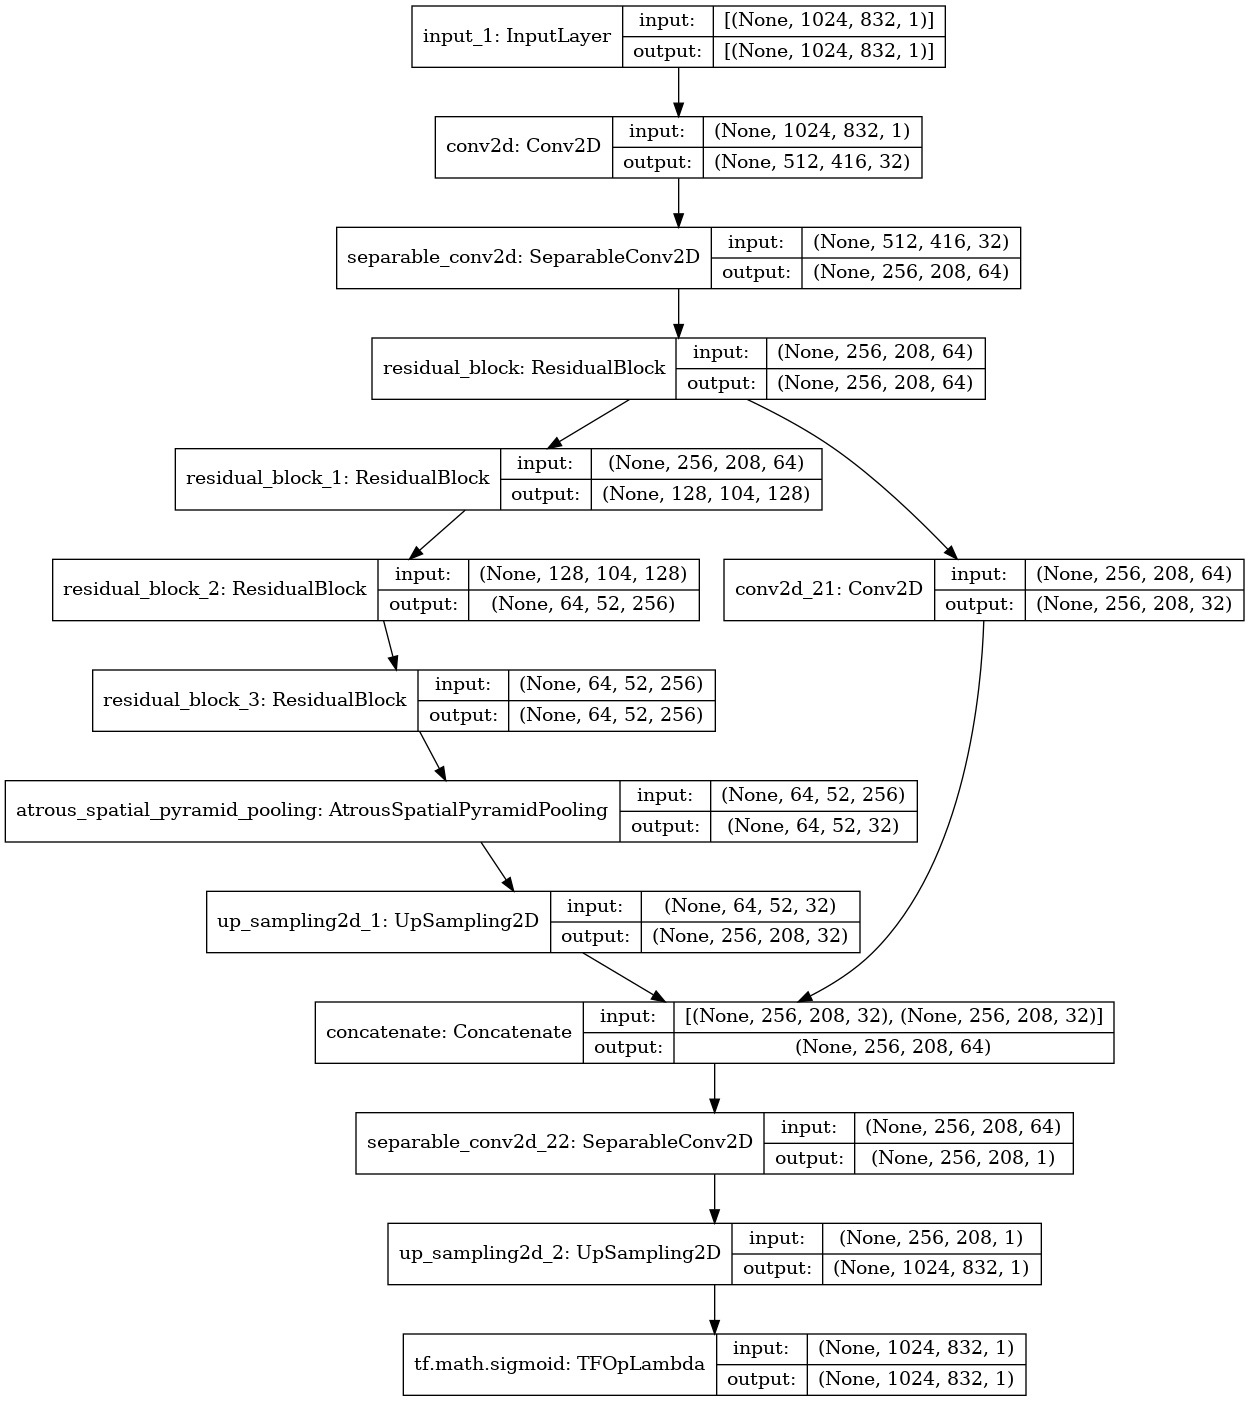 input_1: InputLayer
input: [(None, 1024, 832, 1)]
output: [(None, 1024, 832, 1)]
conv2d: Conv2D
input: (None, 1024, 832, 1)
output: (None, 512, 416, 32)
separable_conv2d: SeparableConv2D
input: (None, 512, 416, 32)
output: (None, 256, 208, 64)
residual_block: ResidualBlock
input: (None, 256, 208, 64)
output: (None, 256, 208, 64)
residual_block_1: ResidualBlock
input: (None, 256, 208, 64)
output: (None, 128, 104, 128)
residual_block_2: ResidualBlock
input: (None, 128, 104, 128)
output: (None, 64, 52, 256)
conv2d_21: Conv2D
input: (None, 256, 208, 64)
output: (None, 256, 208, 32)
residual_block_3: ResidualBlock
input: (None, 64, 52, 256)
output: (None, 64, 52, 256)
atrous_spatial_pyramid_pooling: AtrousSpatialPyramidPooling
input: (None, 64, 52, 256)
output: (None, 64, 52, 32)
up_sampling2d_1: UpSampling2D
input: (None, 64, 52, 32)
output: (None, 256, 208, 32)
concatenate: Concatenate
input: [(None, 256, 208, 32), (None, 256, 208, 32)]
output: (None, 256, 208, 64)
separable_conv2d_22: SeparableConv2D
input: (None, 256, 208, 64)
output: (None, 256, 208, 1)
up_sampling2d_2: UpSampling2D
input: (None, 256, 208, 1)
output: (None, 1024, 832, 1)
tf.math.sigmoid: TFOpLambda
input: (None, 1024, 832, 1)
output: (None, 1024, 832, 1)